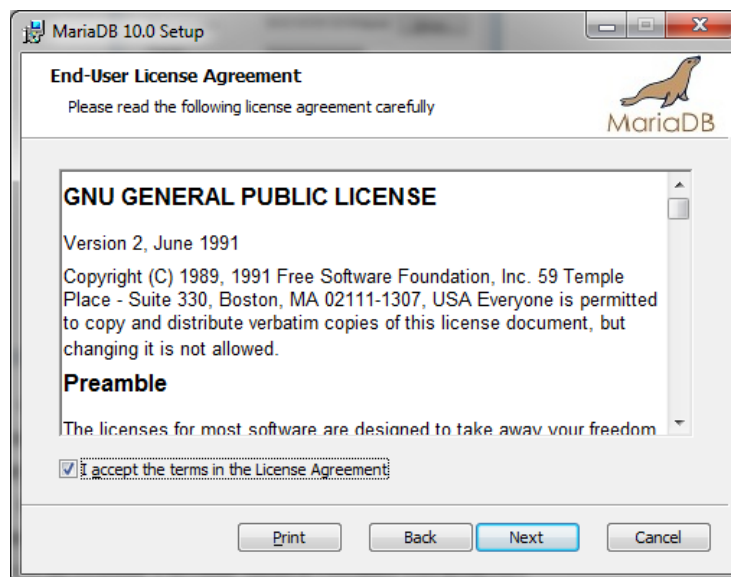 MariaDB 10.0 Setup
End-User License Agreement
Please read the following license agreement carefully
MariaDB
GNU GENERAL PUBLIC LICENSE
Version 2, June 1991
Copyright (C) 1989, 1991 Free Software Foundation, Inc. 59 Temple
Place - Suite 330, Boston, MA 02111-1307, USA Everyone is permitted
to copy and distribute verbatim copies of this license document, but
changing it is not allowed.
Preamble
The licenses for most software are designed to take away your freedom
I accept the terms in the License Agreement
Print
Back
Next
Cancel